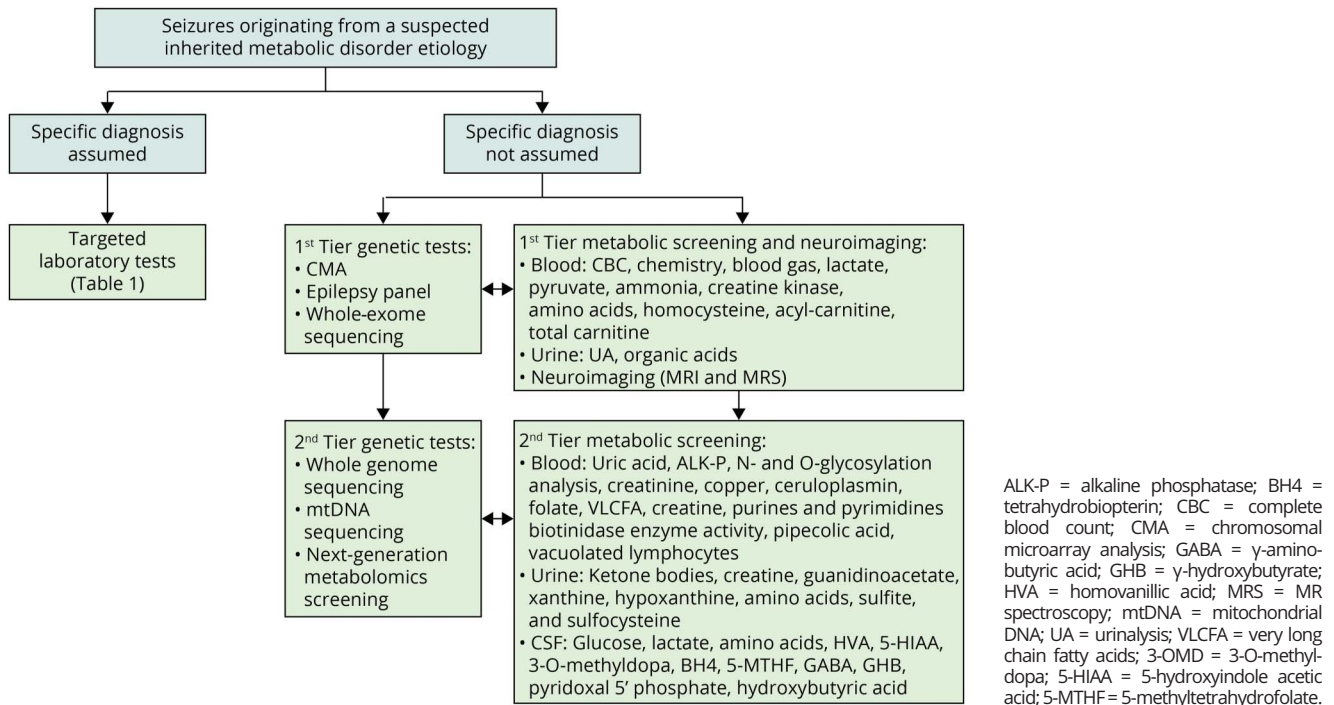 Seizures originating from a suspected
inherited metabolic disorder etiology
Specific diagnosis
assumed
Specific diagnosis
not assumed
Targeted
laboratory tests
(Table 1)
1st Tier genetic tests:
• CMA
• Epilepsy panel
• Whole-exome
sequencing
1st Tier metabolic screening and neuroimaging:
• Blood: CBC, chemistry, blood gas, lactate,
pyruvate, ammonia, creatine kinase,
amino acids, homocysteine, acyl-carnitine,
total carnitine
• Urine: UA, organic acids
• Neuroimaging (MRI and MRS)
2nd Tier genetic tests:
• Whole genome
sequencing
• mtDNA
sequencing
• Next-generation
metabolomics
screening
2nd Tier metabolic screening:
• Blood: Uric acid, ALK-P, N- and O-glycosylation
analysis, creatinine, copper, ceruloplasmin,
folate, VLCFA, creatine, purines and pyrimidines
biotinidase enzyme activity, pipecolic acid,
vacuolated lymphocytes
• Urine: Ketone bodies, creatine, guanidinoacetate,
xanthine, hypoxanthine, amino acids, sulfite,
and sulfocysteine
• CSF: Glucose, lactate, amino acids, HVA, 5-HIAA,
3-O-methyldopa, BH4, 5-MTHF, GABA, GHB,
pyridoxal 5’ phosphate, hydroxybutyric acid
ALK-P = alkaline phosphatase; BH4 =
tetrahydrobiopterin; CBC = complete
blood count; CMA = chromosomal
microarray analysis; GABA = γ-amino-
butyric acid; GHB = γ-hydroxybutyrate;
HVA = homovanillic acid; MRS = MR
spectroscopy; mtDNA = mitochondrial
DNA; UA = urinalysis; VLCFA = very long
chain fatty acids; 3-OMD = 3-O-methyl-
dopa; 5-HIAA = 5-hydroxyindole acetic
acid; 5-MTHF = 5-methyltetrahydrofolate.